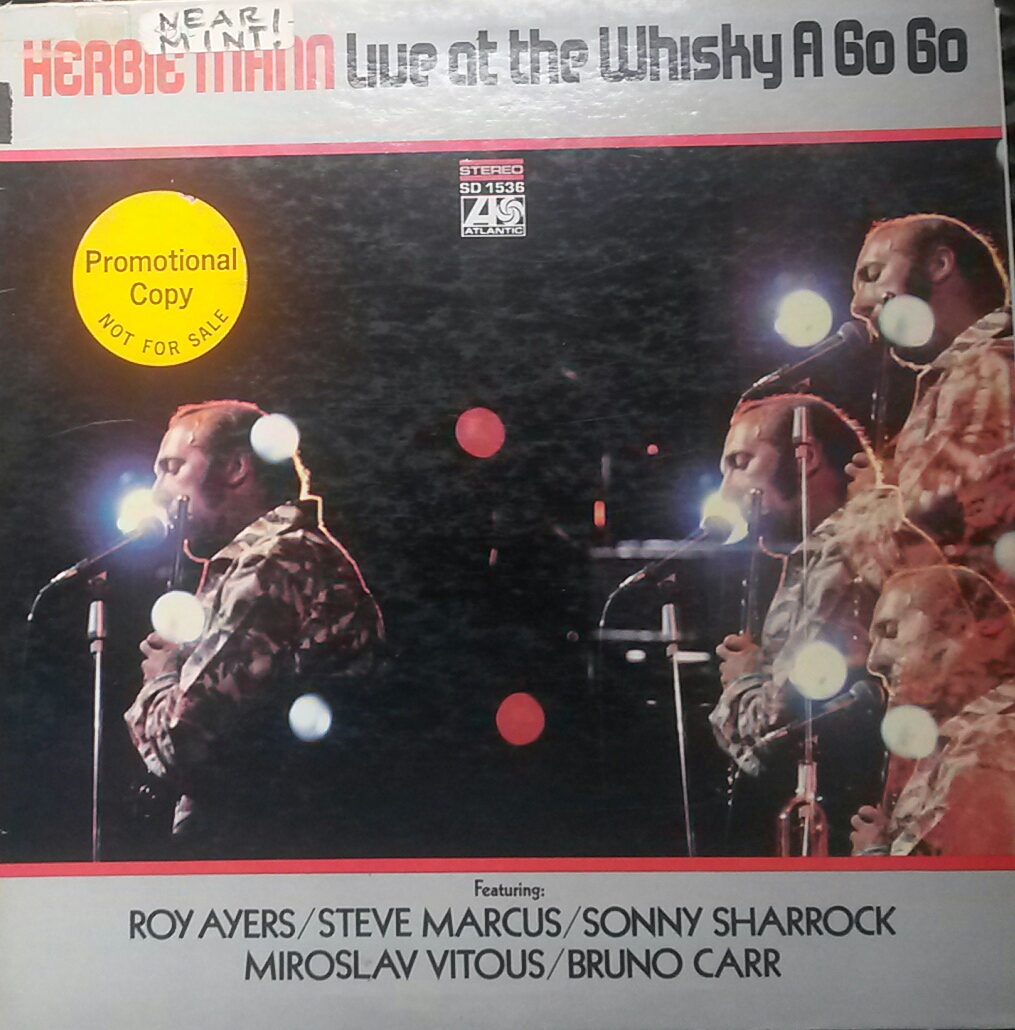 NEAR!
MINT!
HERBIE MANN Live at the Whisky A Go Go
STEREO
SD 1536
ATLANTIC
Promotional
Copy
NOT FOR SALE
Featuring:
ROY AYERS/STEVE MARCUS/SONNY SHARROCK
MIROSLAV VITOUS/BRUNO CARR